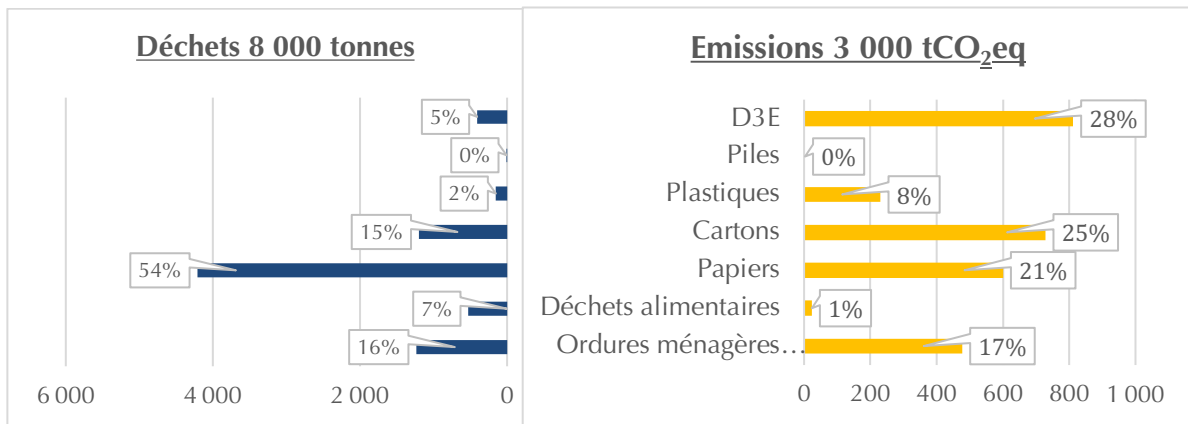 Déchets 8 000 tonnes
5%
0%
2%
15%
54%
7%
16%
6 000 4 000 2 000 0
Emissions 3 000 tCO₂eq
D3E 28%
Piles 0%
Plastiques 8%
Cartons 25%
Papiers 21%
Déchets alimentaires 1%
Ordures ménagères… 17%
0 200 400 600 800 1 000